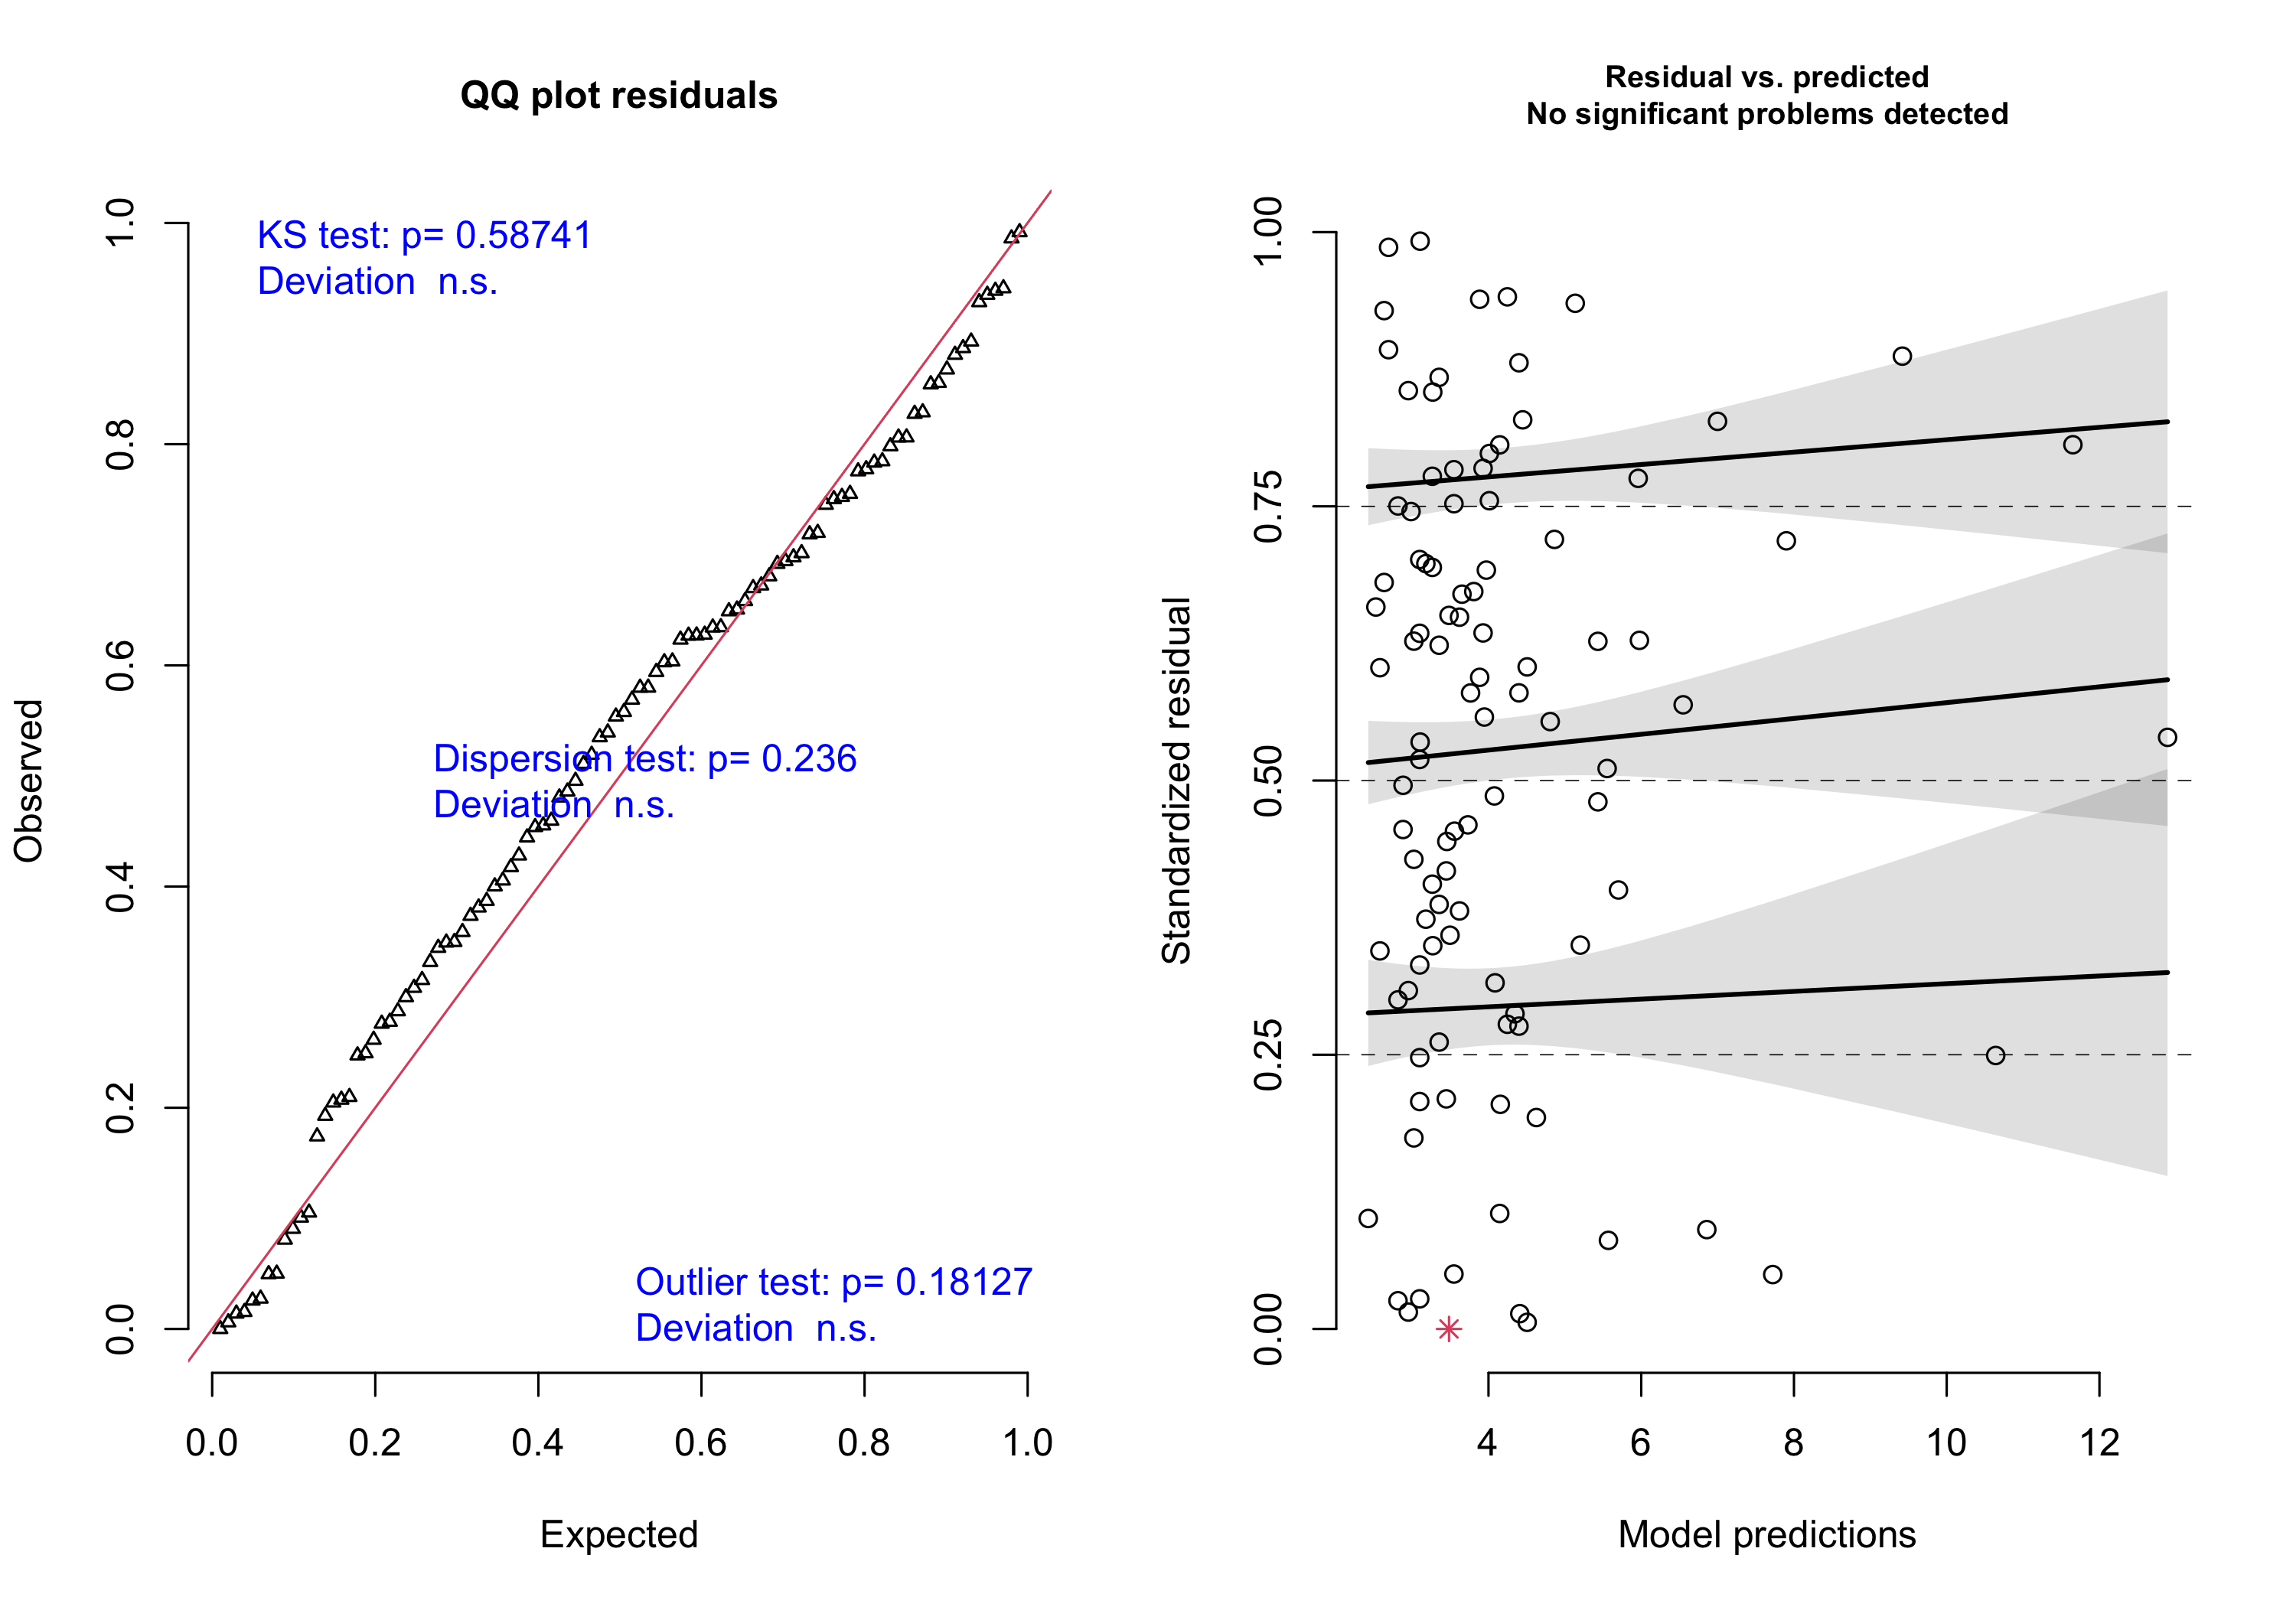 QQ plot residuals
KS test: p= 0.58741
Deviation  n.s.
Dispersion test: p= 0.236
Deviation  n.s.
Outlier test: p= 0.18127
Deviation  n.s.
Observed
1.0
0.8
0.6
0.4
0.2
0.0
0.0 0.2 0.4 0.6 0.8 1.0
Expected
Residual vs. predicted
No significant problems detected
Standardized residual
1.00
0.75
0.50
0.25
0.00
4 6 8 10 12
Model predictions